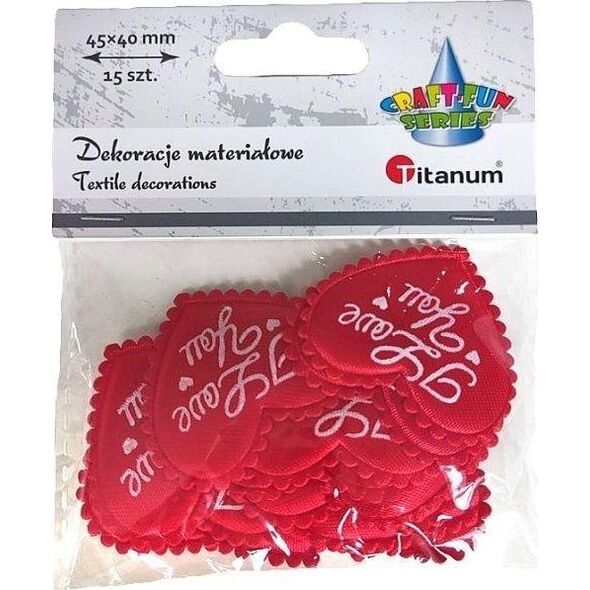 45×40 mm
15 szt.
CRAFT-FUN
SERIES
Dekoracje materiałowe
Textile decorations
Titanum®
I Love
You
I Love
You